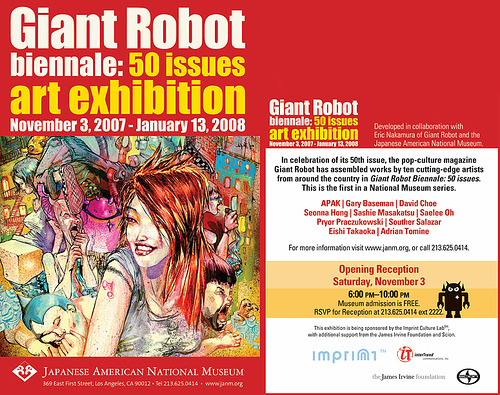 Giant Robot
biennale: 50 issues
art exhibition
November 3, 2007 - January 13, 2008
JAPANESE AMERICAN NATIONAL MUSEUM
369 East First Street, Los Angeles, CA 90012 • Tel 213.625.0414 • www.janm.org
Giant Robot
biennale: 50 issues
art exhibition
November 3, 2007 - January 13, 2008
Developed in collaboration with
Eric Nakamura of Giant Robot and the
Japanese American National Museum.
In celebration of its 50th issue, the pop-culture magazine
Giant Robot has assembled works by ten cutting-edge artists
from around the country in Giant Robot Biennale: 50 issues.
This is the first in a National Museum series.
APAK | Gary Baseman | David Choe
Seonna Hong | Sashie Masakatsu | Saelee Oh
Pryor Praczukowski | Souther Salazar
Eishi Takaoka | Adrian Tomine
For more information visit www.janm.org, or call 213.625.0414.
Opening Reception
Saturday, November 3
6:00 PM–10:00 PM
Museum admission is FREE.
RSVP for Reception at 213.625.0414 ext 2222.
This exhibition is being sponsored by the Imprint Culture Lab℠,
with additional support from the James Irvine Foundation and Scion.
imprint™
interTrend
communications, inc.
the James Irvine foundation